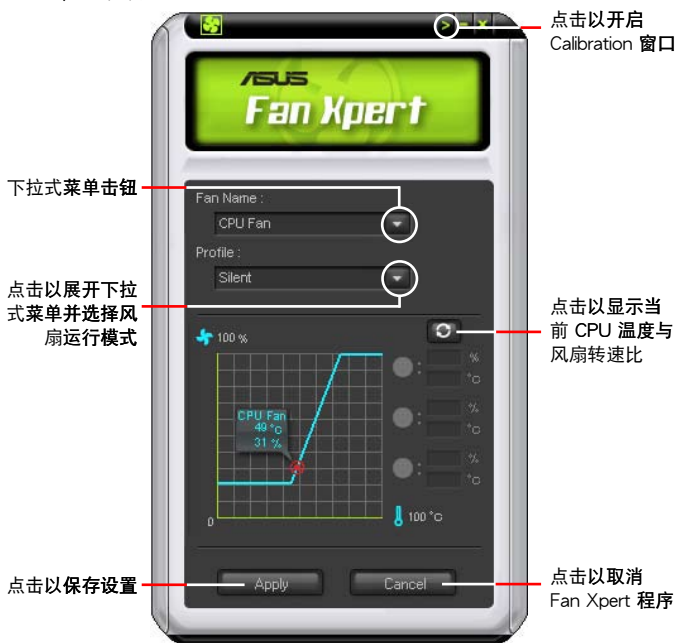 点击以开启
Calibration 窗口
> - x
ASUS
Fan Xpert
下拉式菜单击钮
Fan Name :
CPU Fan
Profile :
Silent
点击以展开下拉
式菜单并选择风
扇运行模式
点击以显示当
前 CPU 温度与
风扇转速比
100 %
: %
°C
CPU Fan
49 °C
31 %
: %
°C
: %
°C
0
100 °C
点击以保存设置
Apply
Cancel
点击以取消
Fan Xpert 程序